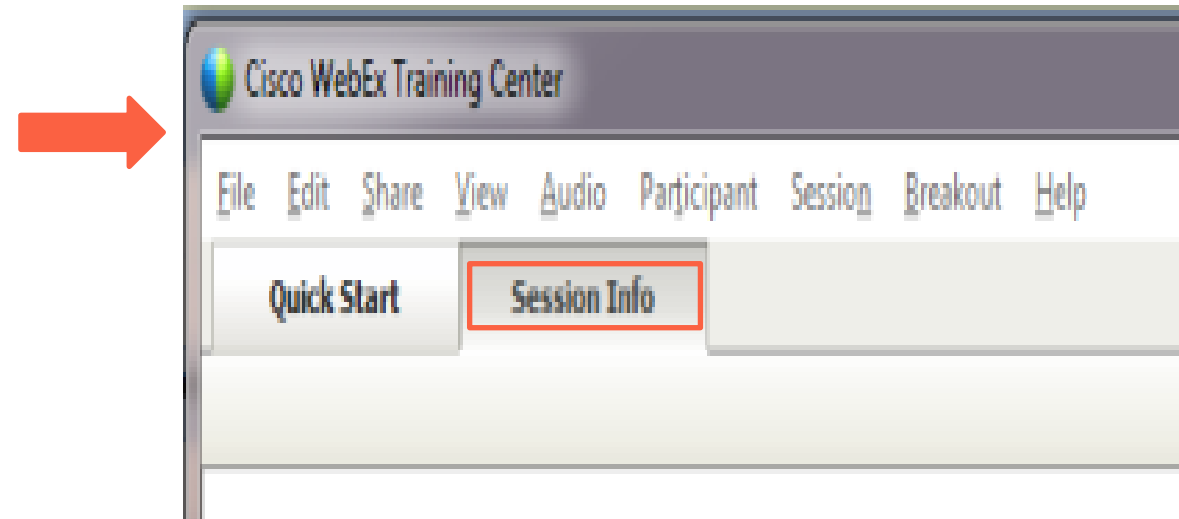 Cisco WebEx Training Center
File Edit Share View Audio Participant Session Breakout Help
Quick Start Session Info